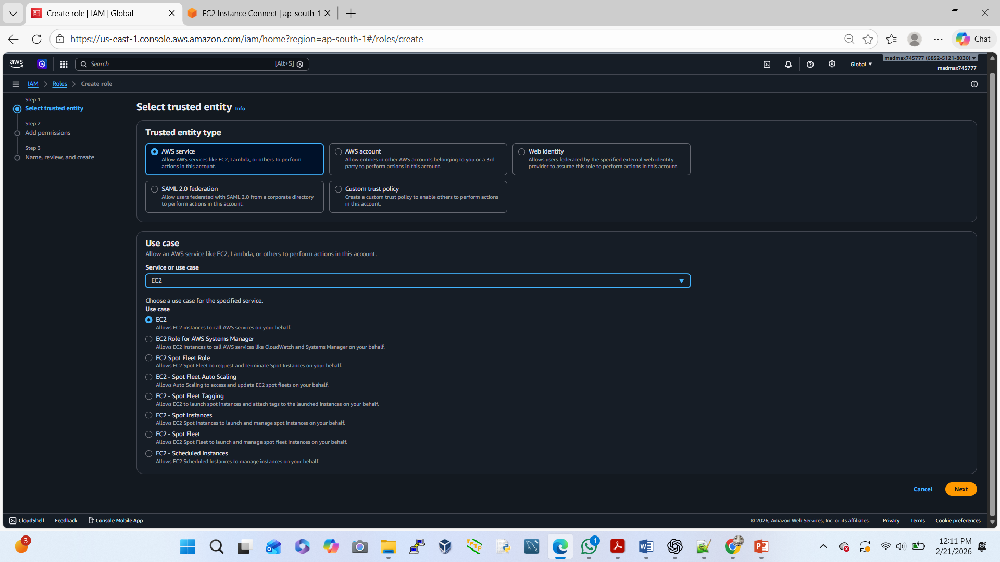 Create role | IAM | Global
EC2 Instance Connect | ap-south-1
https://us-east-1.console.aws.amazon.com/iam/home?region=ap-south-1#/roles/create
Chat
aws
Search
[Alt+S]
Global
madmax745777 (6852-5121-8030)
madmax745777
IAM
Roles
Create role
Step 1
Select trusted entity
Step 2
Add permissions
Step 3
Name, review, and create
Select trusted entity Info
Trusted entity type
AWS service
Allow AWS services like EC2, Lambda, or others to perform
actions in this account.
AWS account
Allow entities in other AWS accounts belonging to you or a 3rd
party to perform actions in this account.
Web identity
Allows users federated by the specified external web identity
provider to assume this role to perform actions in this account.
SAML 2.0 federation
Allow users federated with SAML 2.0 from a corporate directory
to perform actions in this account.
Custom trust policy
Create a custom trust policy to enable others to perform actions
in this account.
Use case
Allow an AWS service like EC2, Lambda, or others to perform actions in this account.
Service or use case
EC2
Choose a use case for the specified service.
Use case
EC2
Allows EC2 instances to call AWS services on your behalf.
EC2 Role for AWS Systems Manager
Allows EC2 instances to call AWS services like CloudWatch and Systems Manager on your behalf.
EC2 Spot Fleet Role
Allows EC2 Spot Fleet to request and terminate Spot Instances on your behalf.
EC2 - Spot Fleet Auto Scaling
Allows Auto Scaling to access and update EC2 spot fleets on your behalf.
EC2 - Spot Fleet Tagging
Allows EC2 to launch spot instances and attach tags to the launched instances on your behalf.
EC2 - Spot Instances
Allows EC2 Spot Instances to launch and manage spot instances on your behalf.
EC2 - Spot Fleet
Allows EC2 Spot Fleet to launch and manage spot fleet instances on your behalf.
EC2 - Scheduled Instances
Allows EC2 Scheduled Instances to manage instances on your behalf.
Cancel
Next
CloudShell
Feedback
Console Mobile App
© 2026, Amazon Web Services, Inc. or its affiliates.
Privacy
Terms
Cookie preferences
3
TFTP
1
12:11 PM
2/21/2026